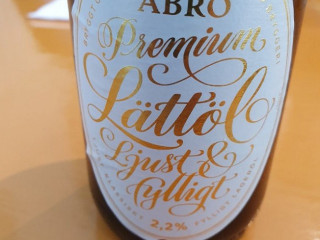 ÅBRO
Premium
Lättöl
Ljust &
fylligt
2,2%